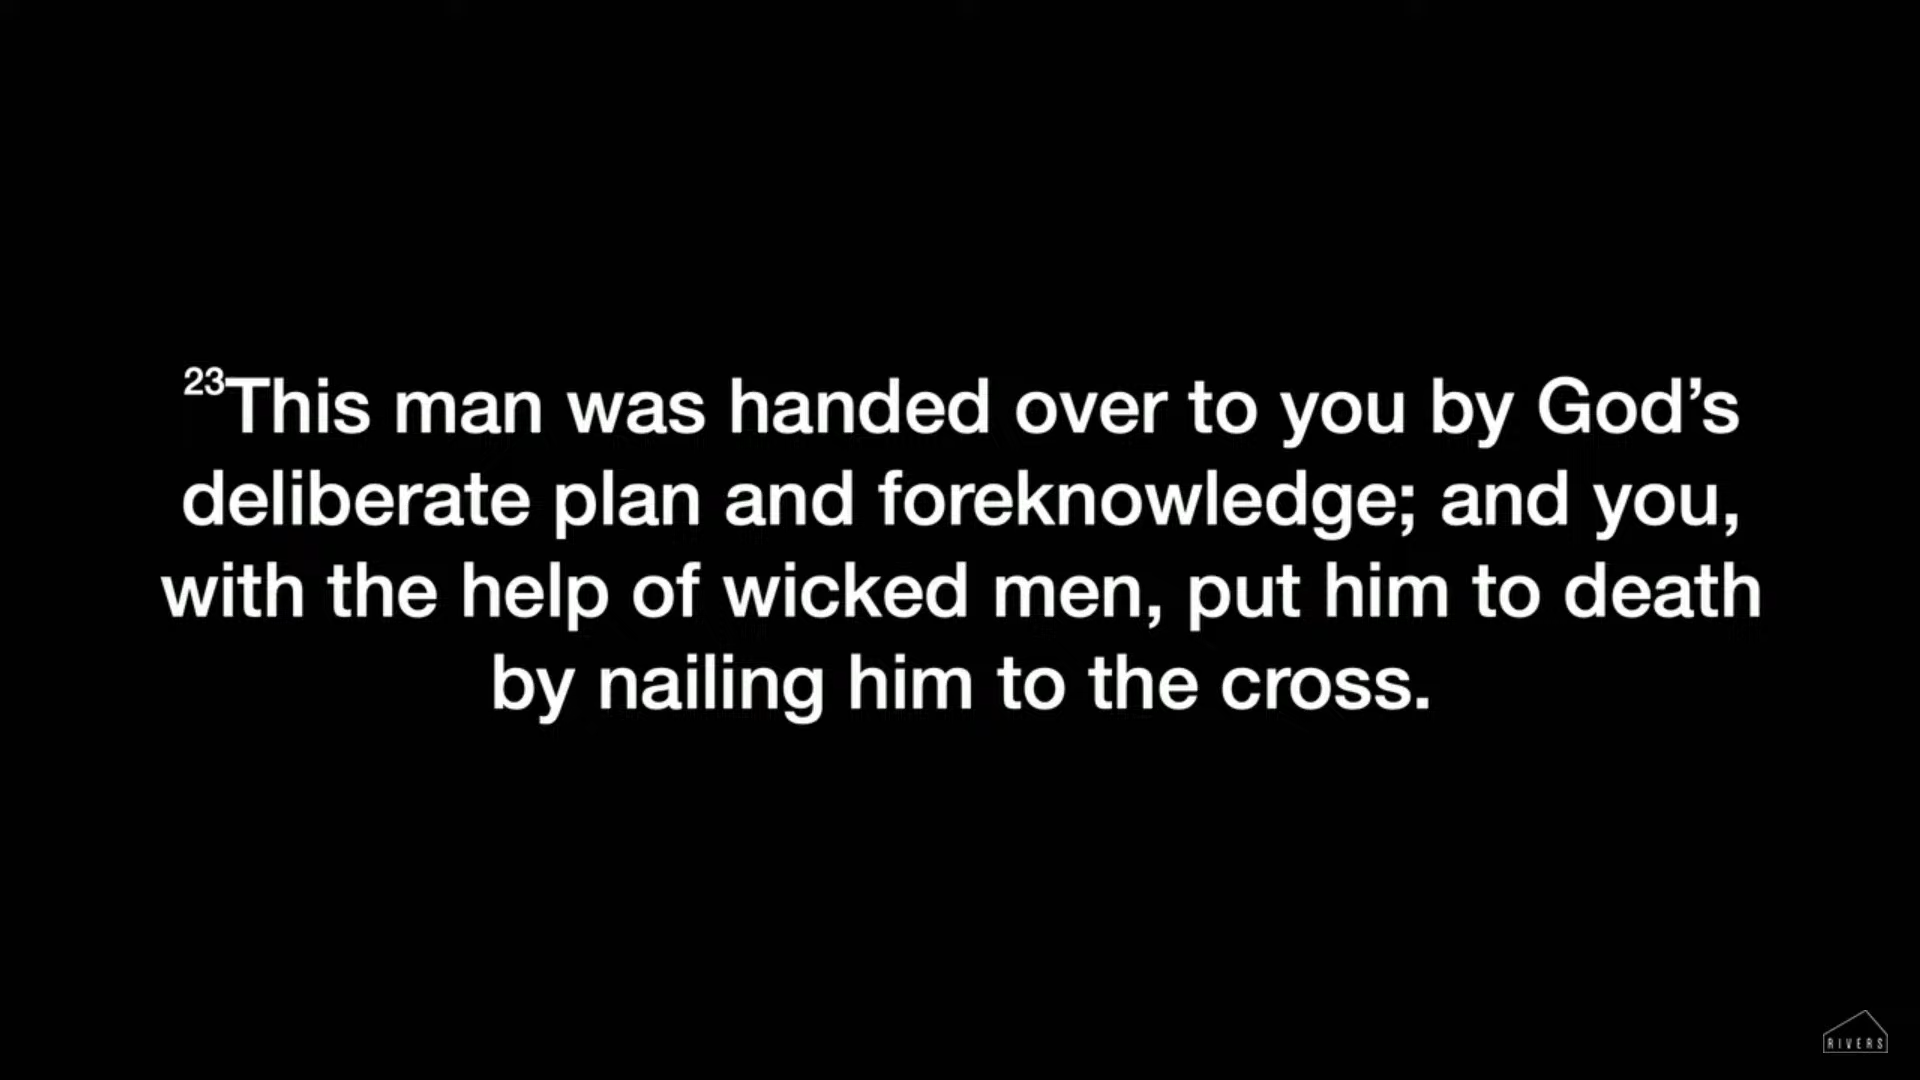 23This man was handed over to you by God’s
deliberate plan and foreknowledge; and you,
with the help of wicked men, put him to death
by nailing him to the cross.
RIVERS